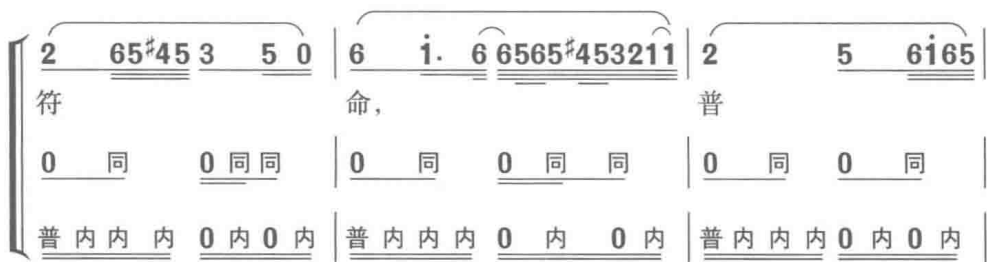 2 65#45 3 5 0 | 6 i. 6 6565#453211 | 2 5 6i65 |
符 命, 普
0 同 0 同 同 | 0 同 0 同 同 | 0 同 0 同 |
普 内 内 内 0 内 0 内 | 普 内 内 内 0 内 0 内 | 普 内 内 内 0 内 0 内 |